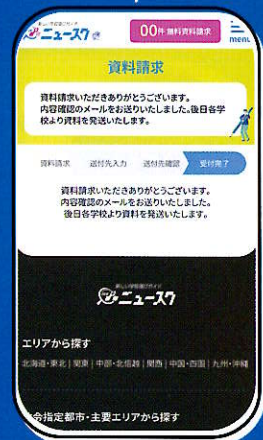 ニュースク
00件 無料資料請求
menu
資料請求
資料請求いただきありがとうございます。
内容確認のメールをお送りいたしました。後日各学
校より資料を発送いたします。
資料請求 送付先入力 送付先確認 受付完了
資料請求いただきありがとうございます。
内容確認のメールをお送りいたしました。
後日各学校より資料を発送いたします。
新しい学校選びガイド
ニュースク
エリアから探す
北海道・東北 | 関東 | 中部・北信越 | 関西 | 中国・四国 | 九州・沖縄
令指定都市・主要エリアから探す